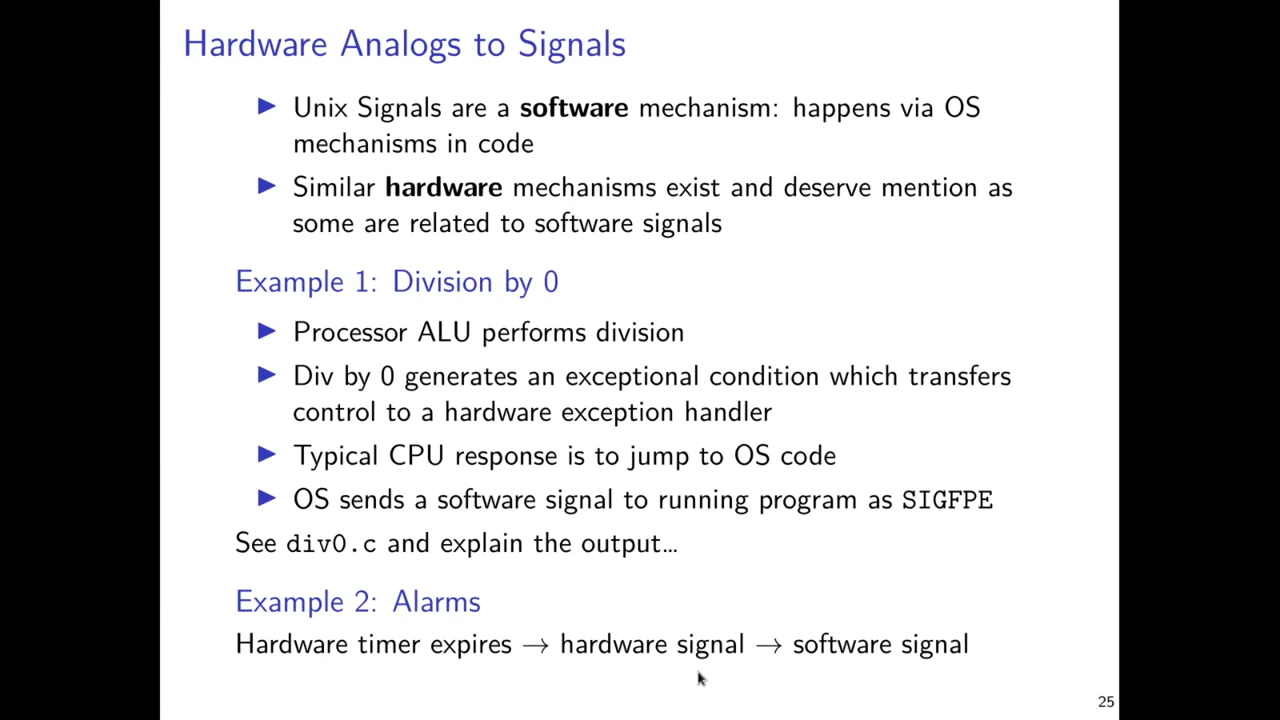 Hardware Analogs to Signals
▶ Unix Signals are a software mechanism: happens via OS
mechanisms in code
▶ Similar hardware mechanisms exist and deserve mention as
some are related to software signals
Example 1: Division by 0
▶ Processor ALU performs division
▶ Div by 0 generates an exceptional condition which transfers
control to a hardware exception handler
▶ Typical CPU response is to jump to OS code
▶ OS sends a software signal to running program as SIGFPE
See div0.c and explain the output…
Example 2: Alarms
Hardware timer expires → hardware signal → software signal
25